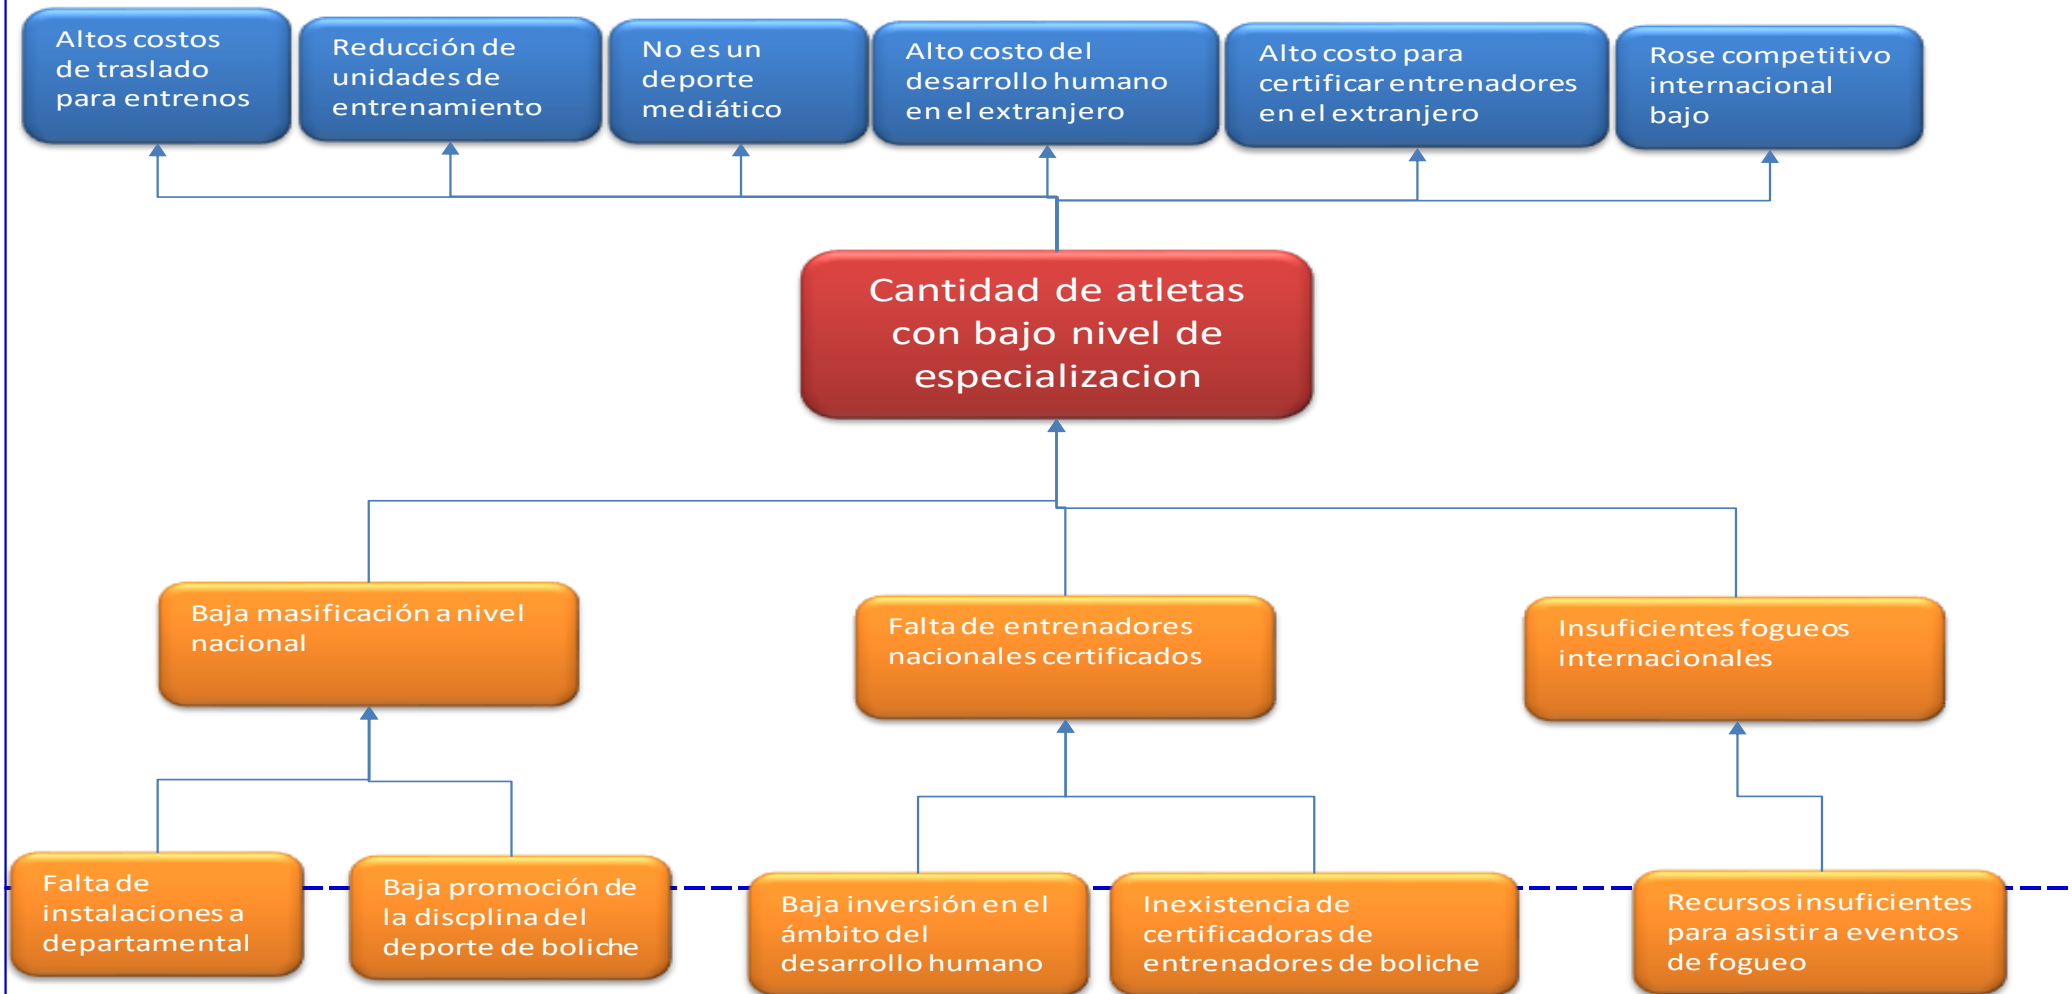 Altos costos
de traslado
para entrenos
Reducción de
unidades de
entrenamiento
No es un
deporte
mediático
Alto costo del
desarrollo humano
en el extranjero
Alto costo para
certificar entrenadores
en el extranjero
Rose competitivo
internacional
bajo
Cantidad de atletas
con bajo nivel de
especializacion
Baja masificación a nivel
nacional
Falta de entrenadores
nacionales certificados
Insuficientes fogueos
internacionales
Falta de
instalaciones a
departamental
Baja promoción de
la discplina del
deporte de boliche
Baja inversión en el
ámbito del
desarrollo humano
Inexistencia de
certificadoras de
entrenadores de boliche
Recursos insuficientes
para asistir a eventos
de fogueo